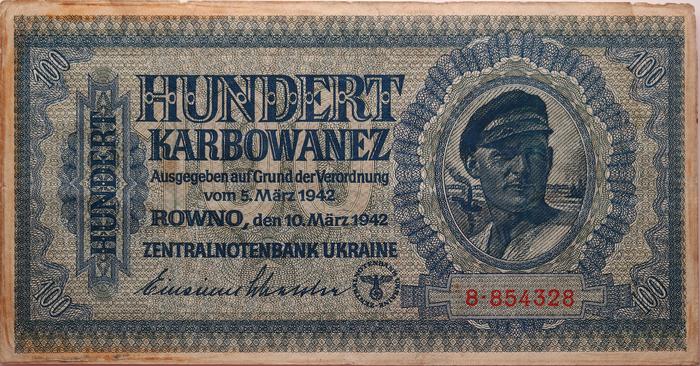 100
100
HUNDERT
HUNDERT
KARBOWANEZ
Ausgegeben auf Grund der Verordnung
vom 5. März 1942
ROWNO, den 10. März 1942
ZENTRALNOTENBANK UKRAINE
8·854328
100
100